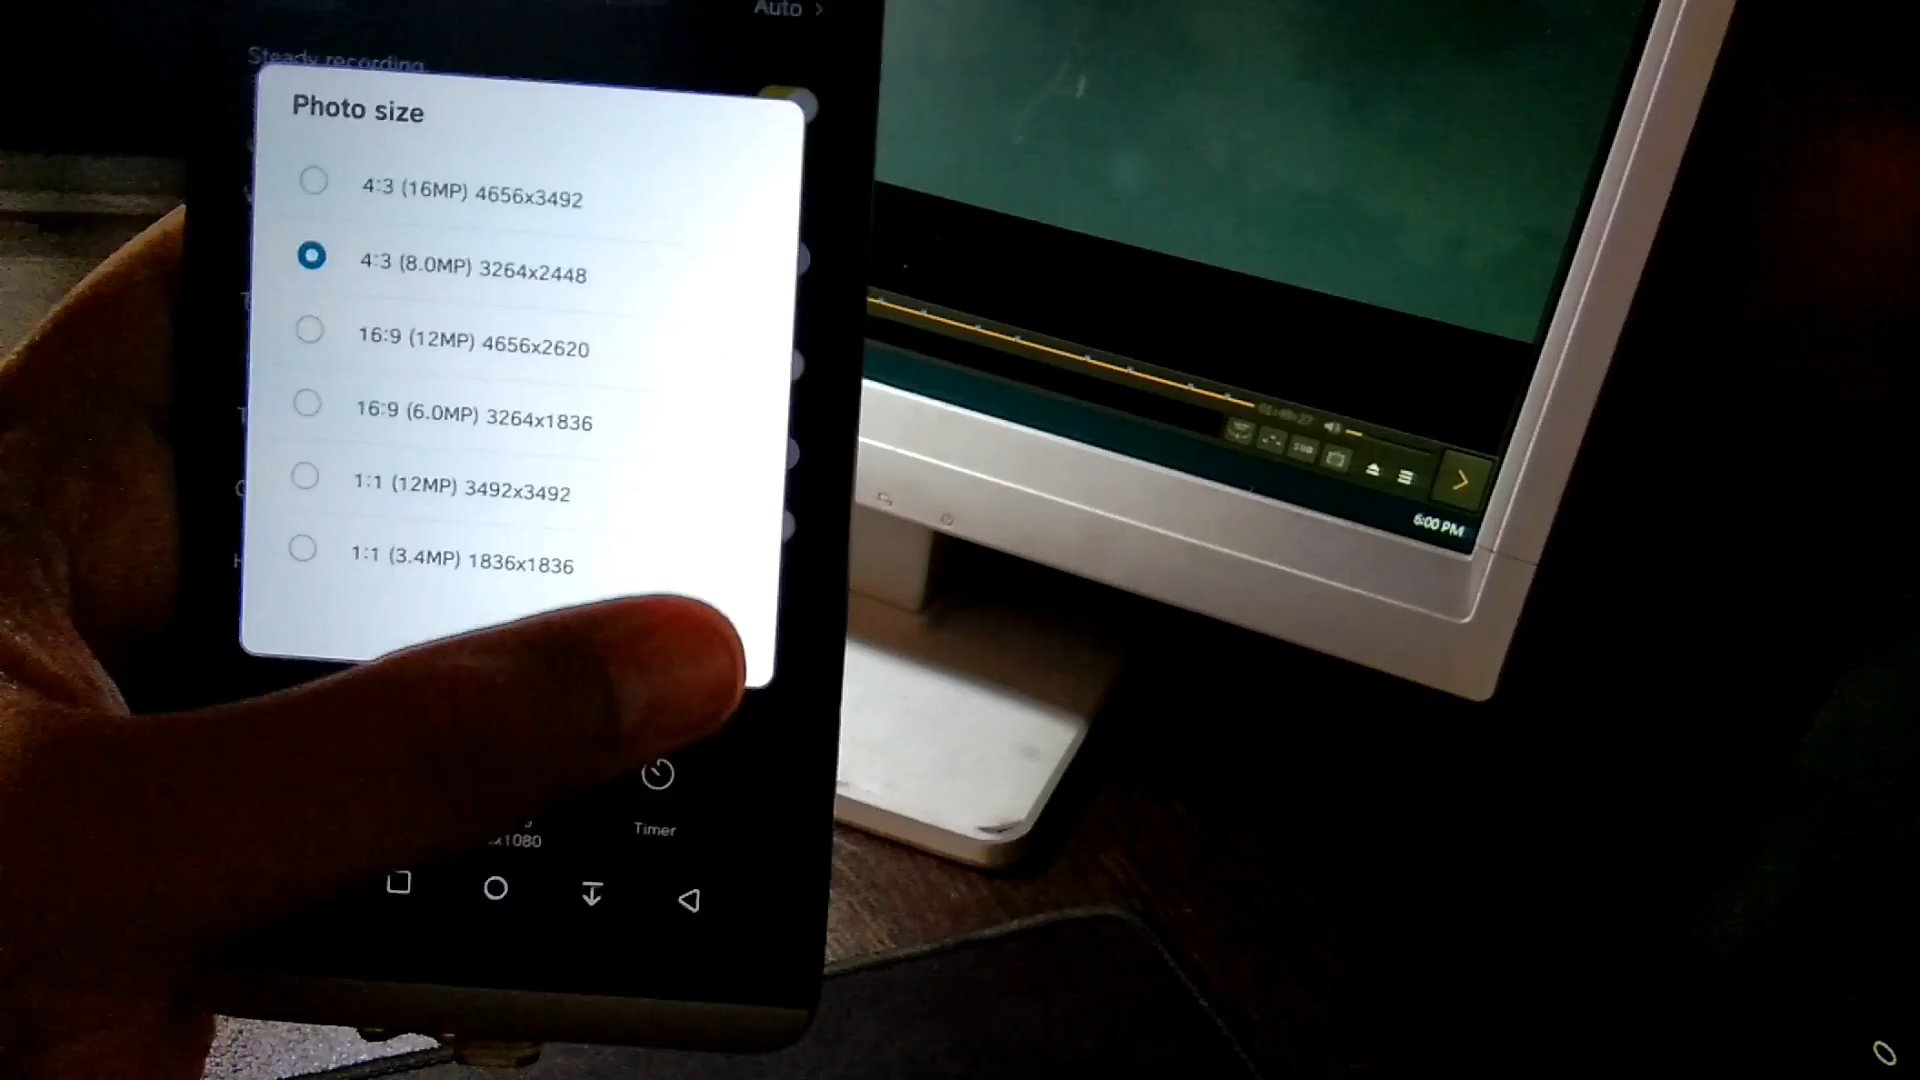 Auto
Steady recording
Photo size
4:3 (16MP) 4656x3492
4:3 (8.0MP) 3264x2448
16:9 (12MP) 4656x2620
16:9 (6.0MP) 3264x1836
1:1 (12MP) 3492x3492
1:1 (3.4MP) 1836x1836
x1080
Timer
SUB
6:00 PM